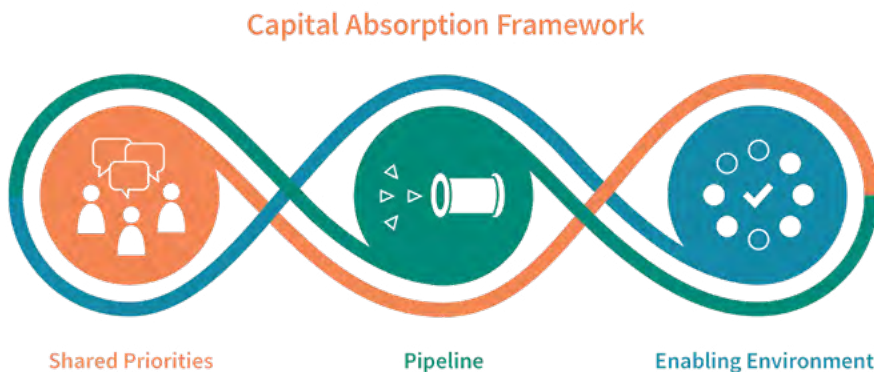 Capital Absorption Framework
Shared Priorities
Pipeline
Enabling Environment